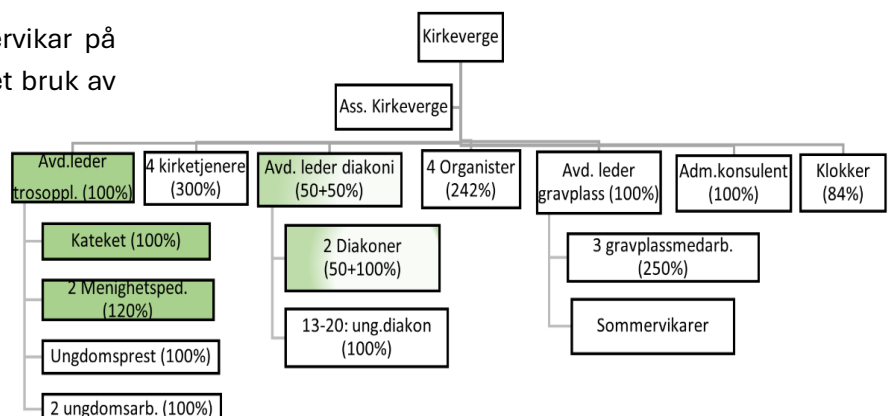 ervikar på
et bruk av
Kirkeverge
Ass. Kirkeverge
Avd.leder
trosoppl. (100%)
4 kirketjenere
(300%)
Avd. leder diakoni
(50+50%)
4 Organister
(242%)
Avd. leder
gravplass (100%)
Adm.konsulent
(100%)
Klokker
(84%)
Kateket (100%)
2 Menighetsped.
(120%)
Ungdomsprest (100%)
2 ungdomsarb. (100%)
2 Diakoner
(50+100%)
13-20: ung.diakon
(100%)
3 gravplassmedarb.
(250%)
Sommervikarer